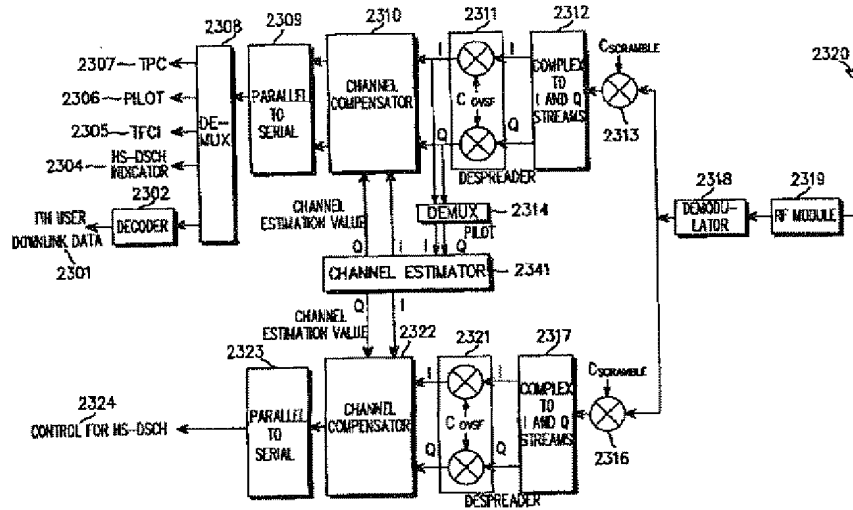 2308
2309
2310
2311
2312
2307 TPC
2306 PILOT
2305 TFCI
2304 HS-DSCH
INDICATOR
2302
I'TH USER
DOWNLINK DATA
2301
DECODER
DE-
MUX
PARALLEL
TO
SERIAL
CHANNEL
COMPENSATOR
I
Q
C OVSF
I
Q
DESPREADER
COMPLEX
TO
I AND Q
STREAMS
CSCRAMBLE
2313
2320
2318
DEMODU-
LATOR
2319
RF MODULE
DEMUX
2314
PILOT
CHANNEL
ESTIMATION VALUE
Q I I Q
CHANNEL ESTIMATOR
2341
CHANNEL
ESTIMATION VALUE
Q I
2322
2323
2321
2317
2324
CONTROL FOR HS-DSCH
PARALLEL
TO
SERIAL
CHANNEL
COMPENSATOR
I
Q
C OVSF
I
Q
DESPREADER
COMPLEX
TO
I AND Q
STREAMS
CSCRAMBLE
2316